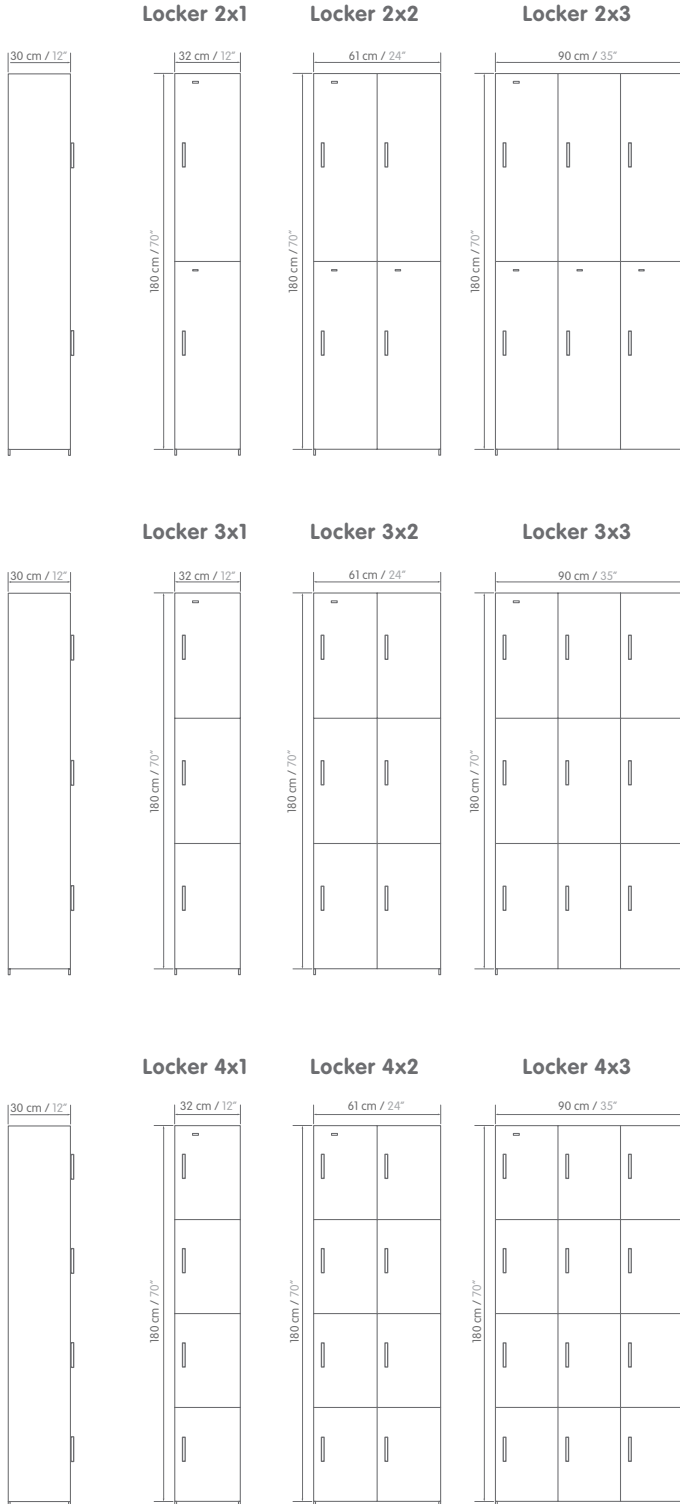 Locker 2x1 Locker 2x2 Locker 2x3
30 cm / 12” 32 cm / 12” 61 cm / 24” 90 cm / 35”
180 cm / 70” 180 cm / 70” 180 cm / 70”
Locker 3x1 Locker 3x2 Locker 3x3
30 cm / 12” 32 cm / 12” 61 cm / 24” 90 cm / 35”
180 cm / 70” 180 cm / 70” 180 cm / 70”
Locker 4x1 Locker 4x2 Locker 4x3
30 cm / 12” 32 cm / 12” 61 cm / 24” 90 cm / 35”
180 cm / 70” 180 cm / 70” 180 cm / 70”